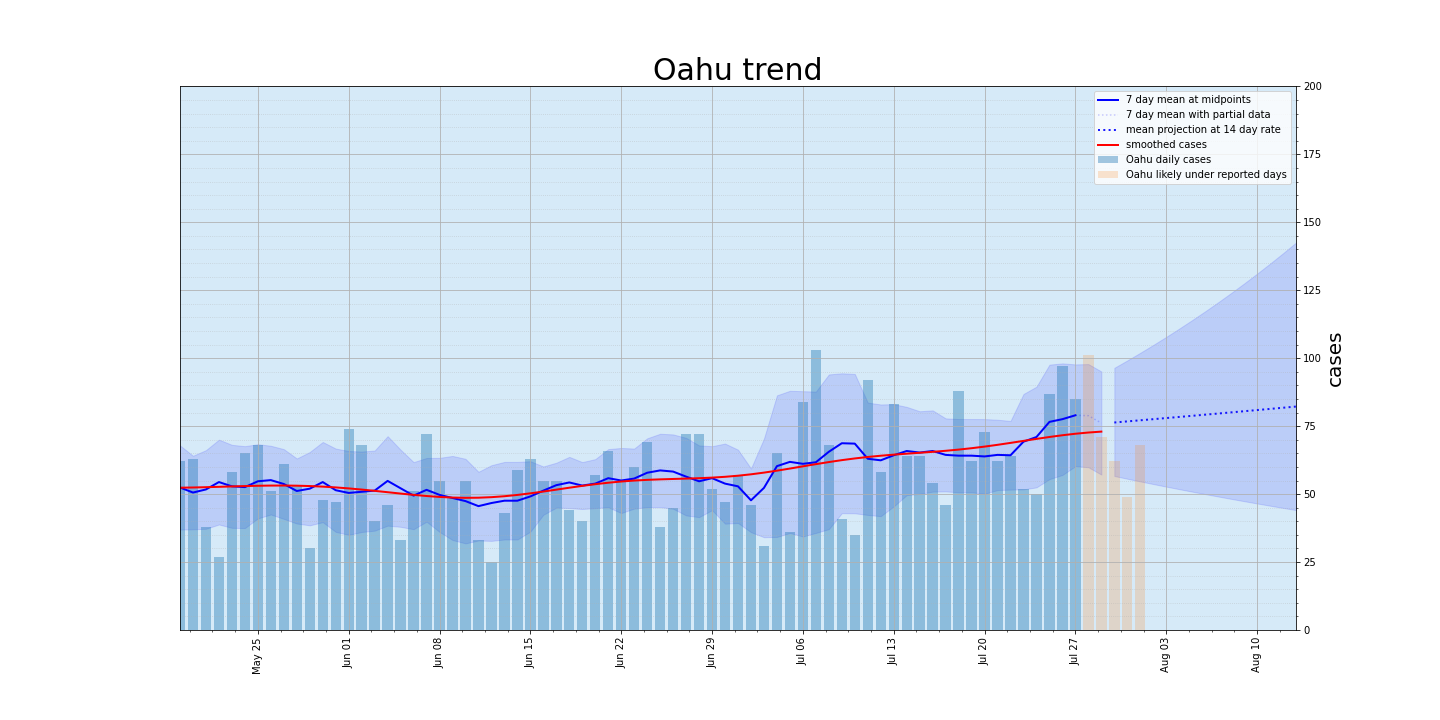 Oahu trend
7 day mean at midpoints
7 day mean with partial data
mean projection at 14 day rate
smoothed cases
Oahu daily cases
Oahu likely under reported days
200
175
150
125
100
75
50
25
0
cases
May 25
Jun 01
Jun 08
Jun 15
Jun 22
Jun 29
Jul 06
Jul 13
Jul 20
Jul 27
Aug 03
Aug 10